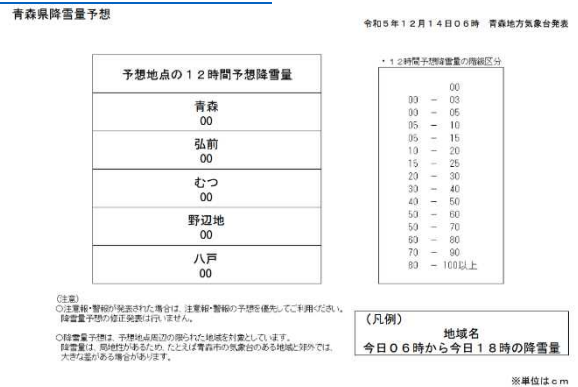 青森県降雪量予想
令和5年12月14日06時 青森地方気象台発表
予想地点の12時間予想降雪量
青森
00
弘前
00
むつ
00
野辺地
00
八戸
00
・12時間予想降雪量の階級区分
00
00 - 03
00 - 05
05 - 10
05 - 15
10 - 20
15 - 25
20 - 30
30 - 40
40 - 50
50 - 60
50 - 70
60 - 80
70 - 90
80 - 100以上
(注意)
○注意報・警報が発表された場合は、注意報・警報の予想を優先してご利用ください。
降雪量予想の修正発表は行いません。
○降雪量予想は、予想地点周辺の限られた地域を対象としています。
降雪量は、局地性があるため、たとえば青森市の気象台のある地域と郊外では、
大きな差がある場合があります。
(凡例)
地域名
今日06時から今日18時の降雪量
※単位はcm